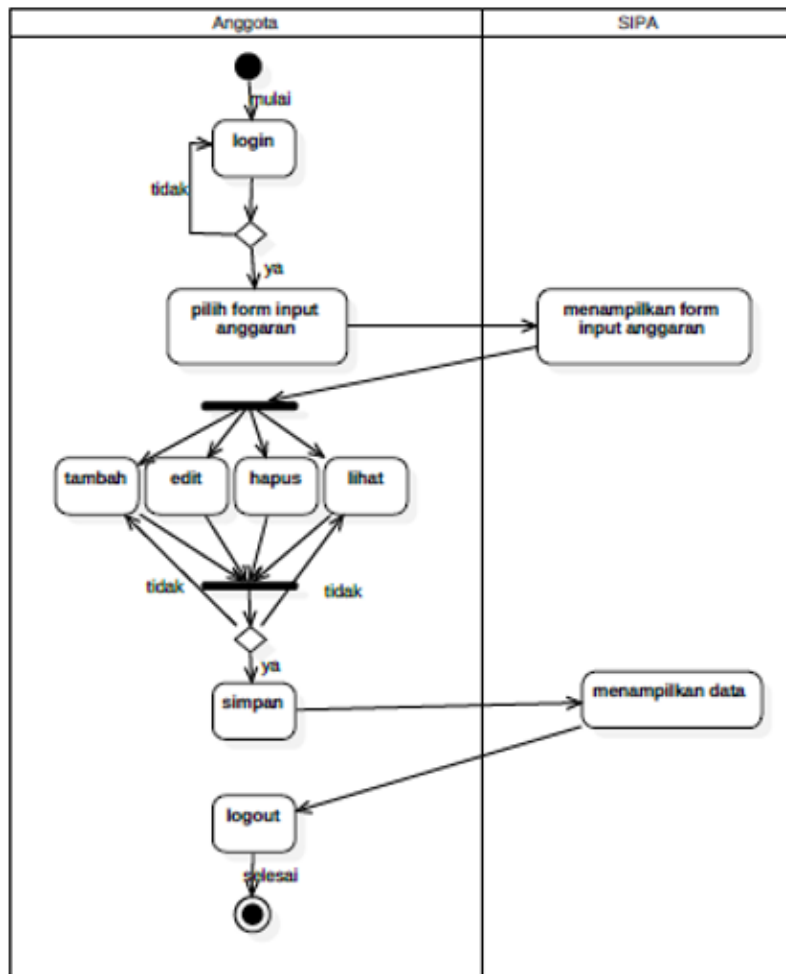 Anggota
SIPA
mulai
login
tidak
ya
pilih form input
anggaran
menampilkan form
input anggaran
tambah
edit
hapus
lihat
tidak
tidak
ya
simpan
menampilkan data
logout
selesai